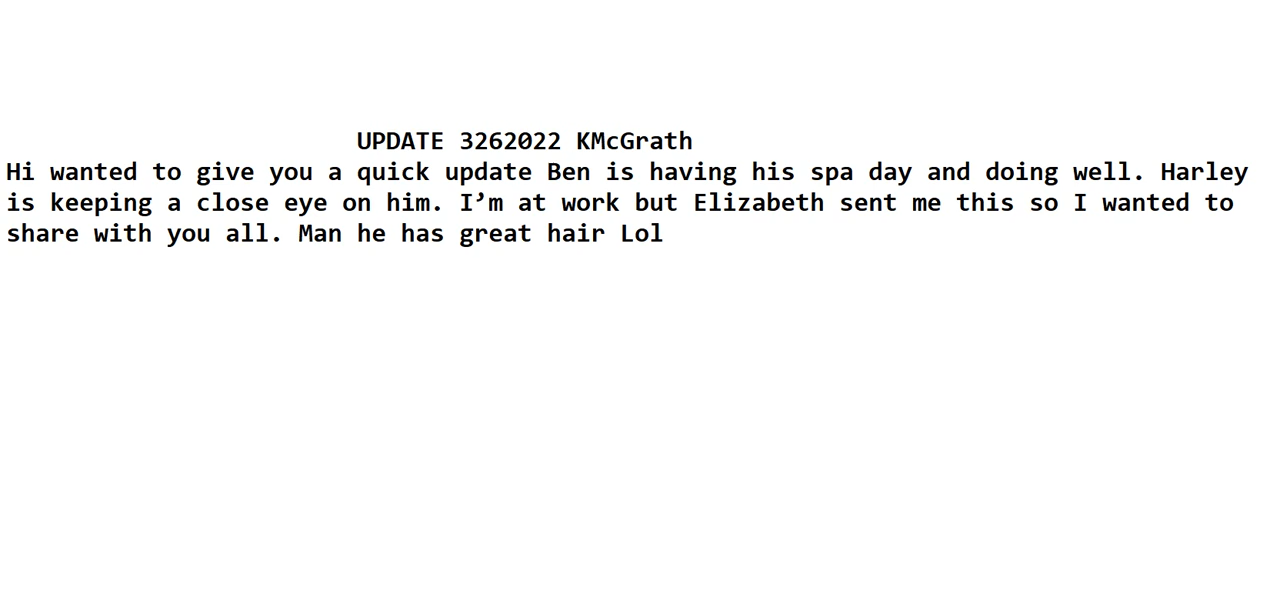 UPDATE 3262022 KMcGrath
Hi wanted to give you a quick update Ben is having his spa day and doing well. Harley
is keeping a close eye on him. I’m at work but Elizabeth sent me this so I wanted to
share with you all. Man he has great hair Lol